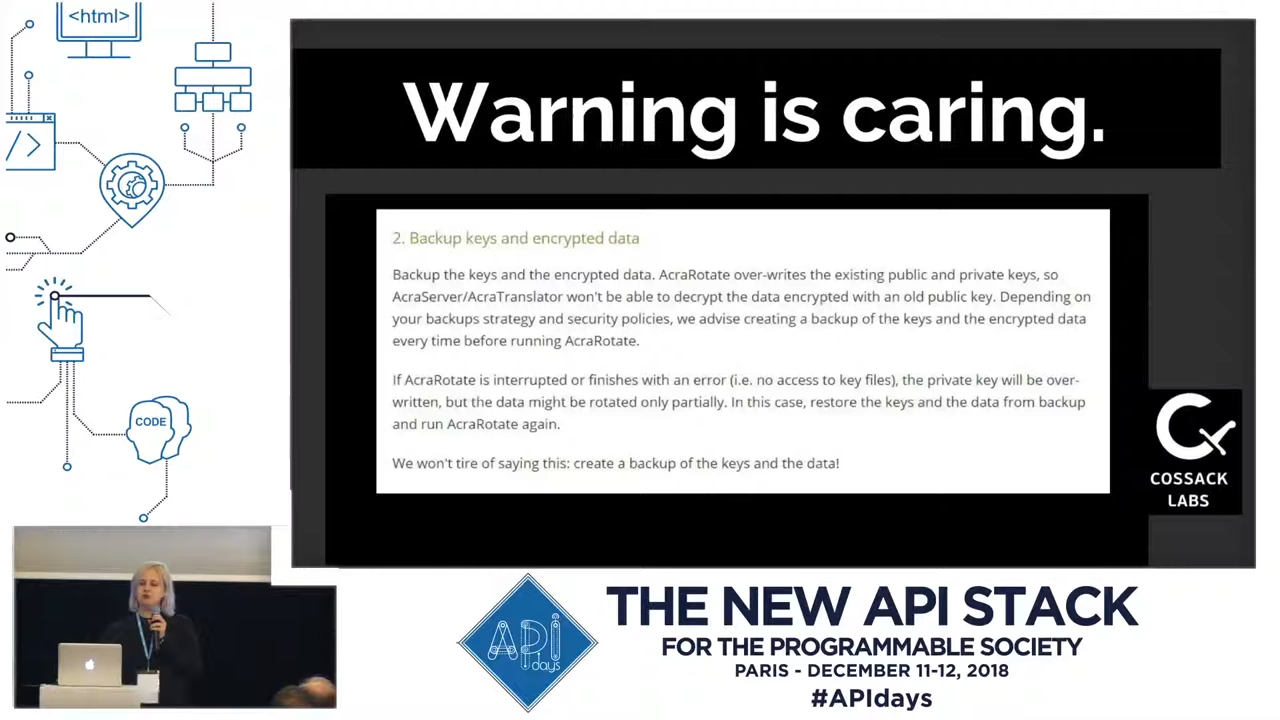 <html>
Warning is caring.
</>
2. Backup keys and encrypted data
Backup the keys and the encrypted data. AcraRotate over-writes the existing public and private keys, so
AcraServer/AcraTranslator won't be able to decrypt the data encrypted with an old public key. Depending on
your backups strategy and security policies, we advise creating a backup of the keys and the encrypted data
every time before running AcraRotate.
If AcraRotate is interrupted or finishes with an error (i.e. no access to key files), the private key will be over-
written, but the data might be rotated only partially. In this case, restore the keys and the data from backup
and run AcraRotate again.
We won't tire of saying this: create a backup of the keys and the data!
CODE
COSSACK
LABS
API
days
THE NEW API STACK
FOR THE PROGRAMMABLE SOCIETY
PARIS - DECEMBER 11-12, 2018
#APIdays